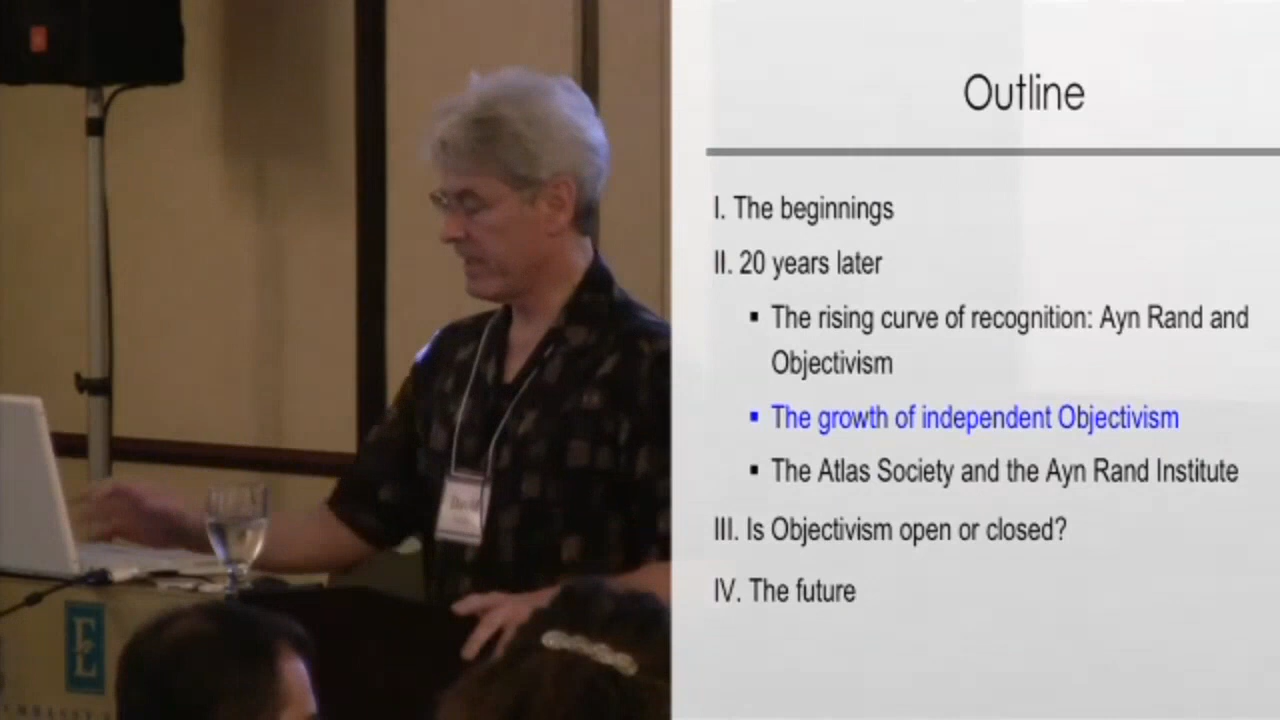 Outline
I. The beginnings
II. 20 years later
▪ The rising curve of recognition: Ayn Rand and
Objectivism
▪ The growth of independent Objectivism
▪ The Atlas Society and the Ayn Rand Institute
III. Is Objectivism open or closed?
IV. The future
David
E
L
EMBASSY